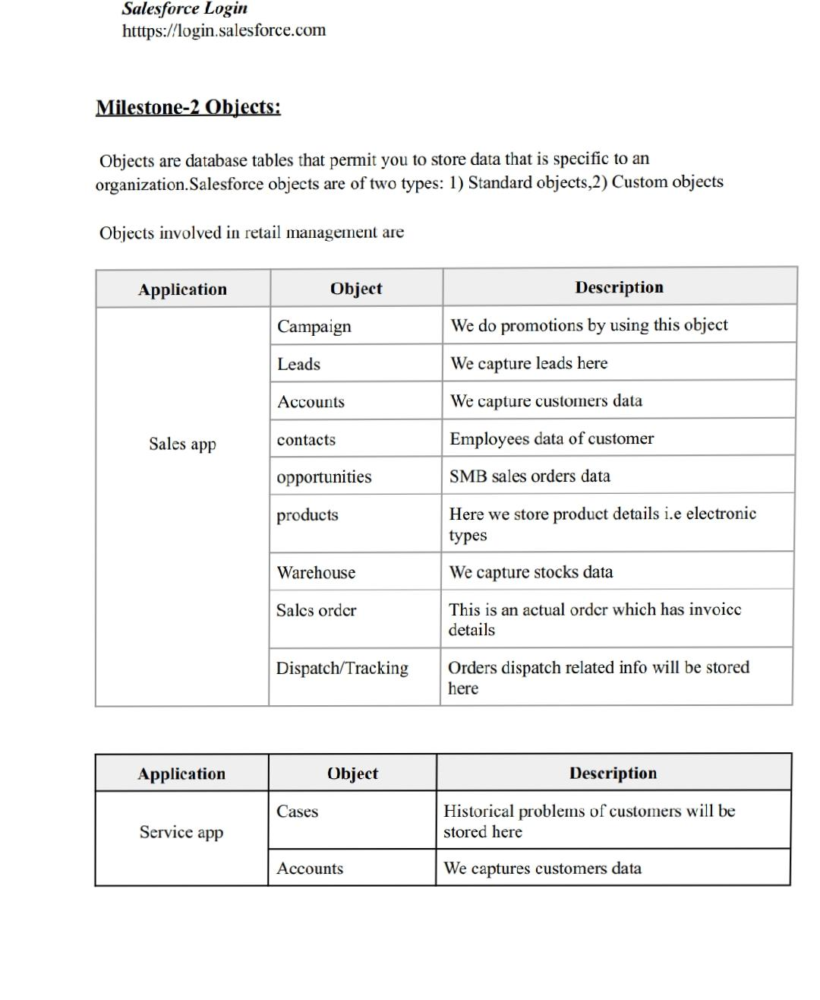 Salesforce Login
htttps://login.salesforce.com
Milestone-2 Objects:
Objects are database tables that permit you to store data that is specific to an
organization.Salesforce objects are of two types: 1) Standard objects,2) Custom objects
Objects involved in retail management are
Application Object Description
Sales app
Campaign We do promotions by using this object
Leads We capture leads here
Accounts We capture customers data
contacts Employees data of customer
opportunities SMB sales orders data
products Here we store product details i.e electronic
types
Warehouse We capture stocks data
Sales order This is an actual order which has invoice
details
Dispatch/Tracking Orders dispatch related info will be stored
here
Application Object Description
Service app
Cases Historical problems of customers will be
stored here
Accounts We captures customers data